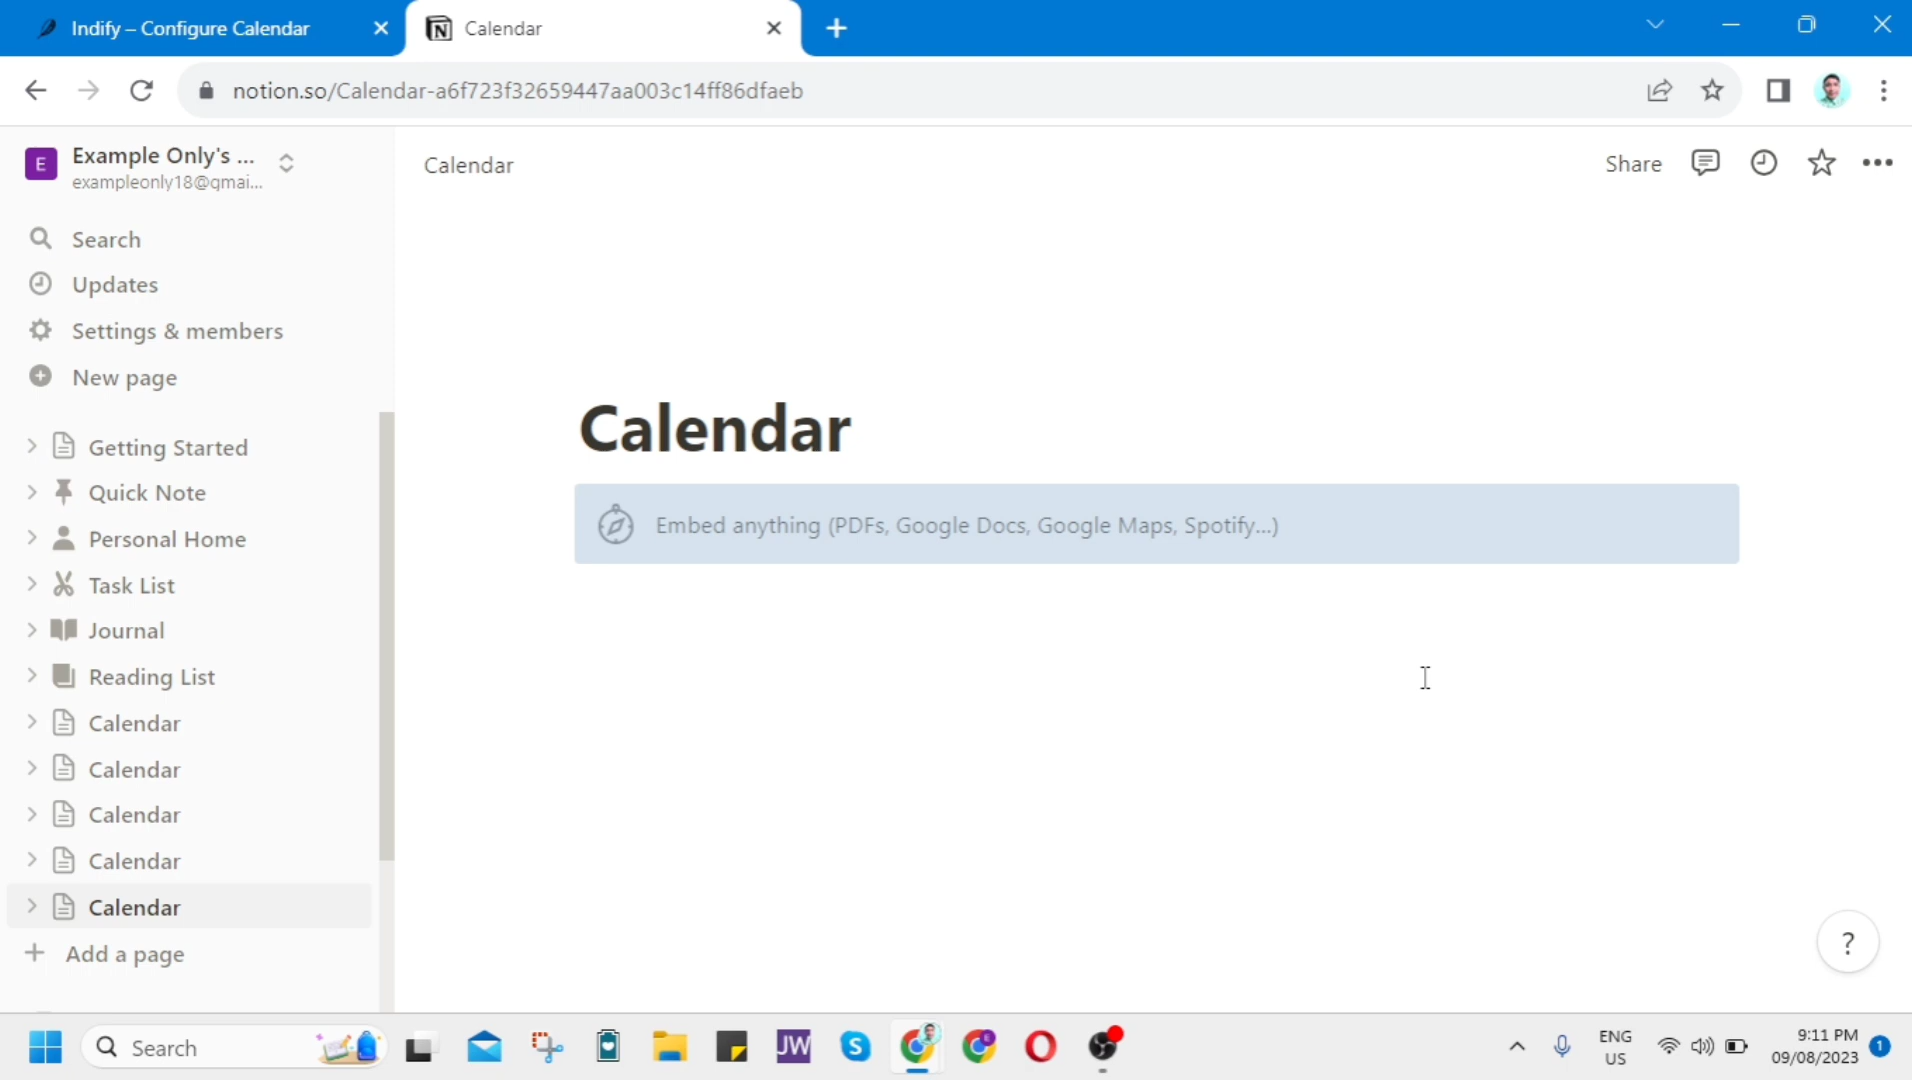 Indify – Configure Calendar
Calendar
notion.so/Calendar-a6f723f32659447aa003c14ff86dfaeb
E
Example Only's ...
exampleonly18@gmai...
Calendar
Share
Search
Updates
Settings & members
New page
Getting Started
Quick Note
Personal Home
Task List
Journal
Reading List
Calendar
Calendar
Calendar
Calendar
Calendar
Add a page
Calendar
Embed anything (PDFs, Google Docs, Google Maps, Spotify...)
?
Search
JW
S
ENG
US
9:11 PM
09/08/2023
1